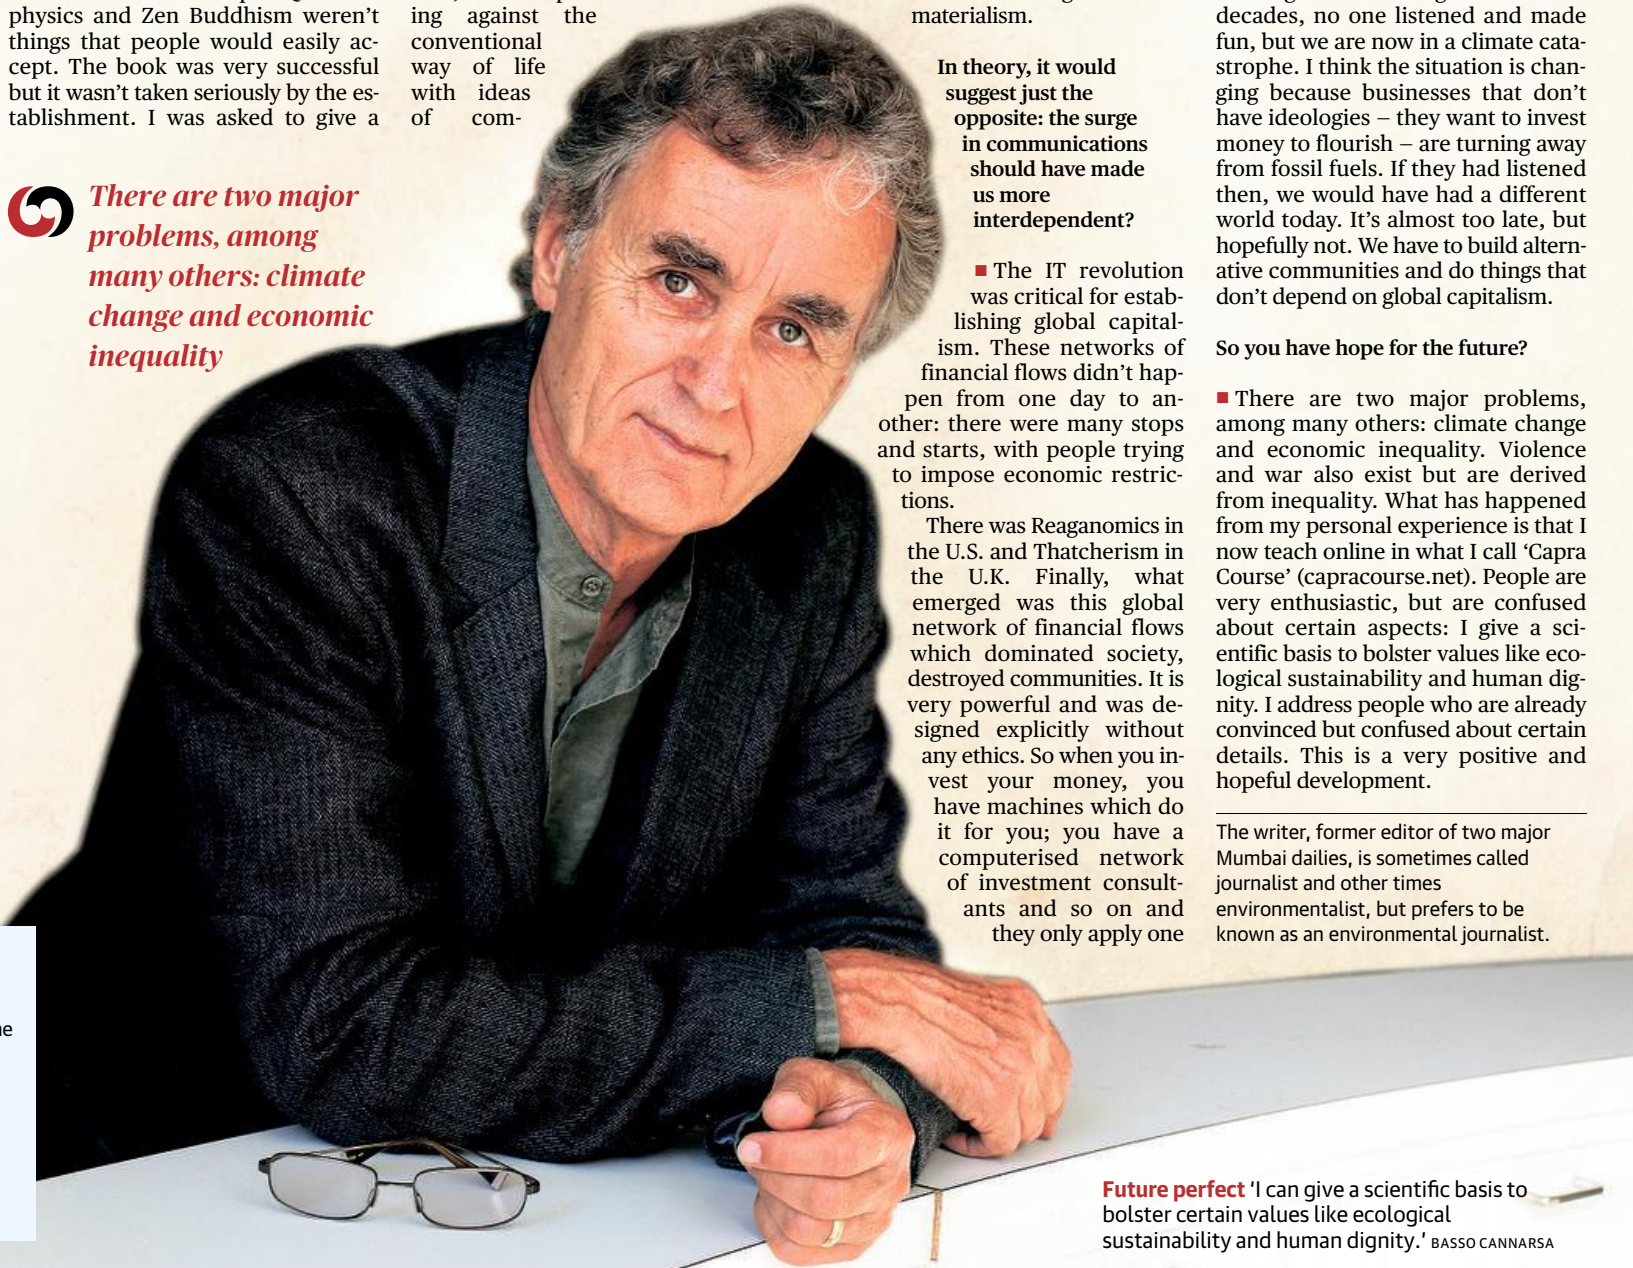 physics and Zen Buddhism weren't
things that people would easily ac-
cept. The book was very successful
but it wasn't taken seriously by the es-
tablishment. I was asked to give a
There are two major
problems, among
many others: climate
change and economic
inequality
ing against the
conventional
way of life
with ideas
of com-
materialism.
In theory, it would
suggest just the
opposite: the surge
in communications
should have made
us more
interdependent?
■ The IT revolution
was critical for estab-
lishing global capital-
ism. These networks of
financial flows didn't hap-
pen from one day to an-
other: there were many stops
and starts, with people trying
to impose economic restric-
tions.
There was Reaganomics in
the U.S. and Thatcherism in
the U.K. Finally, what
emerged was this global
network of financial flows
which dominated society,
destroyed communities. It is
very powerful and was de-
signed explicitly without
any ethics. So when you in-
vest your money, you
have machines which do
it for you; you have a
computerised network
of investment consult-
ants and so on and
they only apply one
decades, no one listened and made
fun, but we are now in a climate cata-
strophe. I think the situation is chan-
ging because businesses that don't
have ideologies – they want to invest
money to flourish – are turning away
from fossil fuels. If they had listened
then, we would have had a different
world today. It's almost too late, but
hopefully not. We have to build altern-
ative communities and do things that
don't depend on global capitalism.
So you have hope for the future?
■ There are two major problems,
among many others: climate change
and economic inequality. Violence
and war also exist but are derived
from inequality. What has happened
from my personal experience is that I
now teach online in what I call ‘Capra
Course’ (capracourse.net). People are
very enthusiastic, but are confused
about certain aspects: I give a sci-
entific basis to bolster values like eco-
logical sustainability and human dig-
nity. I address people who are already
convinced but confused about certain
details. This is a very positive and
hopeful development.
The writer, former editor of two major
Mumbai dailies, is sometimes called
journalist and other times
environmentalist, but prefers to be
known as an environmental journalist.
Future perfect ‘I can give a scientific basis to
bolster certain values like ecological
sustainability and human dignity.’ BASSO CANNARSA